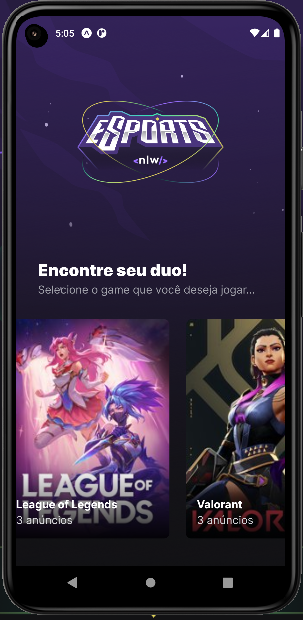 5:05
ESPORTS
<nlw/>
Encontre seu duo!
Selecione o game que você deseja jogar...
LEAGUE OF
League of Legends
LEGENDS
3 anúncios
Valorant
VALOR
3 anúncios